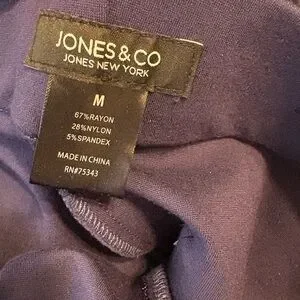 JONES & CO
JONES NEW YORK
M
67%RAYON
28%NYLON
5%SPANDEX
MADE IN CHINA
RN#75343